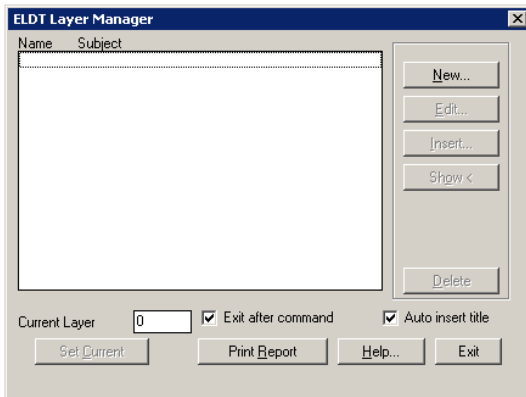 ELDT Layer Manager
Name Subject
New...
Edit...
Insert...
Show <
Delete
Current Layer 0 Exit after command Auto insert title
Set Current Print Report Help... Exit